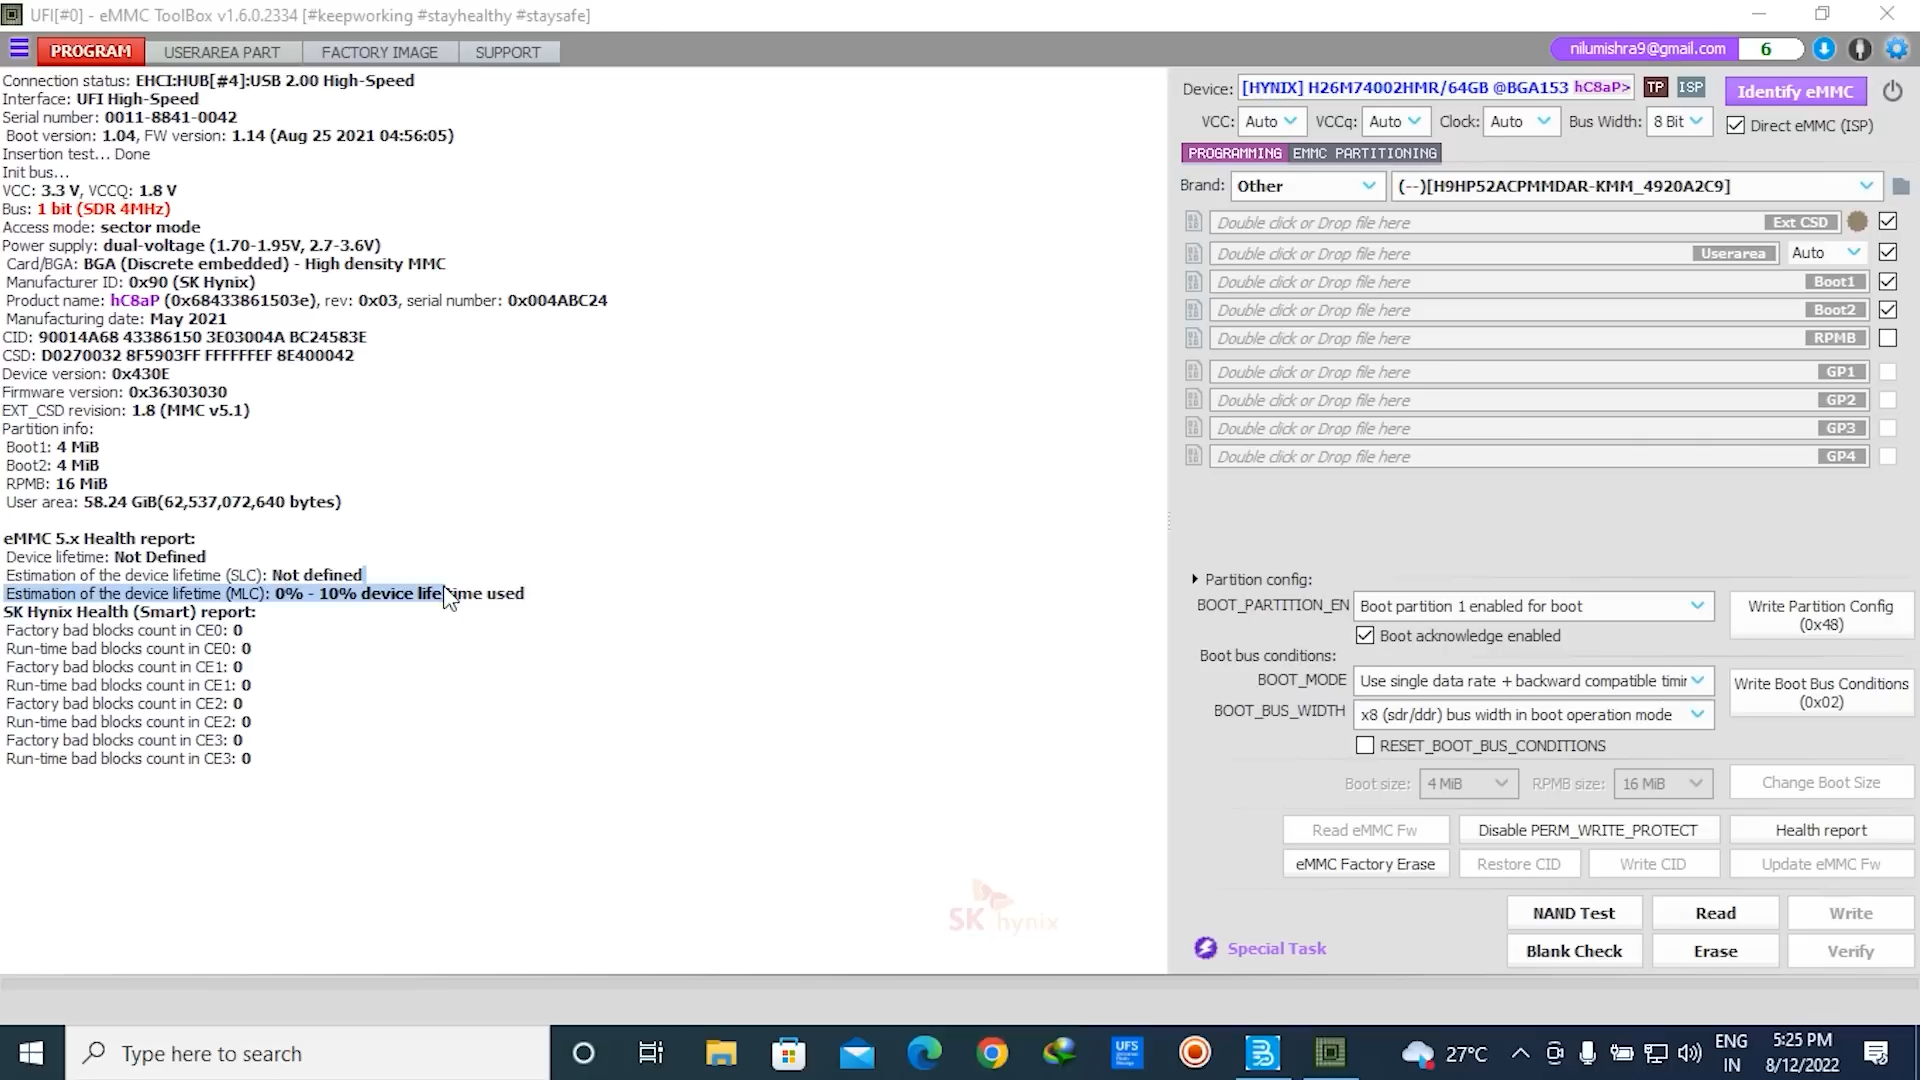 UFI[#0] - eMMC ToolBox v1.6.0.2334 [#keepworking #stayhealthy #staysafe]
PROGRAM USERAREA PART FACTORY IMAGE SUPPORT
nilumishra9@gmail.com 6
Connection status: EHCI:HUB[#4]:USB 2.00 High-Speed
Interface: UFI High-Speed
Serial number: 0011-8841-0042
Boot version: 1.04, FW version: 1.14 (Aug 25 2021 04:56:05)
Insertion test... Done
Init bus...
VCC: 3.3 V, VCCQ: 1.8 V
Bus: 1 bit (SDR 4MHz)
Access mode: sector mode
Power supply: dual-voltage (1.70-1.95V, 2.7-3.6V)
Card/BGA: BGA (Discrete embedded) - High density MMC
Manufacturer ID: 0x90 (SK Hynix)
Product name: hC8aP (0x68433861503e), rev: 0x03, serial number: 0x004ABC24
Manufacturing date: May 2021
CID: 90014A68 43386150 3E03004A BC24583E
CSD: D0270032 8F5903FF FFFFFFEF 8E400042
Device version: 0x430E
Firmware version: 0x36303030
EXT_CSD revision: 1.8 (MMC v5.1)
Partition info:
Boot1: 4 MiB
Boot2: 4 MiB
RPMB: 16 MiB
User area: 58.24 GiB(62,537,072,640 bytes)
eMMC 5.x Health report:
Device lifetime: Not Defined
Estimation of the device lifetime (SLC): Not defined
Estimation of the device lifetime (MLC): 0% - 10% device lifetime used
SK Hynix Health (Smart) report:
Factory bad blocks count in CE0: 0
Run-time bad blocks count in CE0: 0
Factory bad blocks count in CE1: 0
Run-time bad blocks count in CE1: 0
Factory bad blocks count in CE2: 0
Run-time bad blocks count in CE2: 0
Factory bad blocks count in CE3: 0
Run-time bad blocks count in CE3: 0
SK hynix
Device: [HYNIX] H26M74002HMR/64GB @BGA153 hC8aP> TP ISP Identify eMMC
VCC: Auto VCCq: Auto Clock: Auto Bus Width: 8 Bit Direct eMMC (ISP)
PROGRAMMING EMMC PARTITIONING
Brand: Other (--)[H9HP52ACPMMDAR-KMM_4920A2C9]
Double click or Drop file here Ext CSD
Double click or Drop file here Userarea Auto
Double click or Drop file here Boot1
Double click or Drop file here Boot2
Double click or Drop file here RPMB
Double click or Drop file here GP1
Double click or Drop file here GP2
Double click or Drop file here GP3
Double click or Drop file here GP4
Partition config:
BOOT_PARTITION_EN Boot partition 1 enabled for boot Write Partition Config (0x48)
Boot acknowledge enabled
Boot bus conditions:
BOOT_MODE Use single data rate + backward compatible timir Write Boot Bus Conditions (0x02)
BOOT_BUS_WIDTH x8 (sdr/ddr) bus width in boot operation mode
RESET_BOOT_BUS_CONDITIONS
Boot size: 4 MiB RPMB size: 16 MiB Change Boot Size
Read eMMC Fw Disable PERM_WRITE_PROTECT Health report
eMMC Factory Erase Restore CID Write CID Update eMMC Fw
NAND Test Read Write
Special Task Blank Check Erase Verify
Type here to search
UFS
27°C
ENG
IN
5:25 PM
8/12/2022